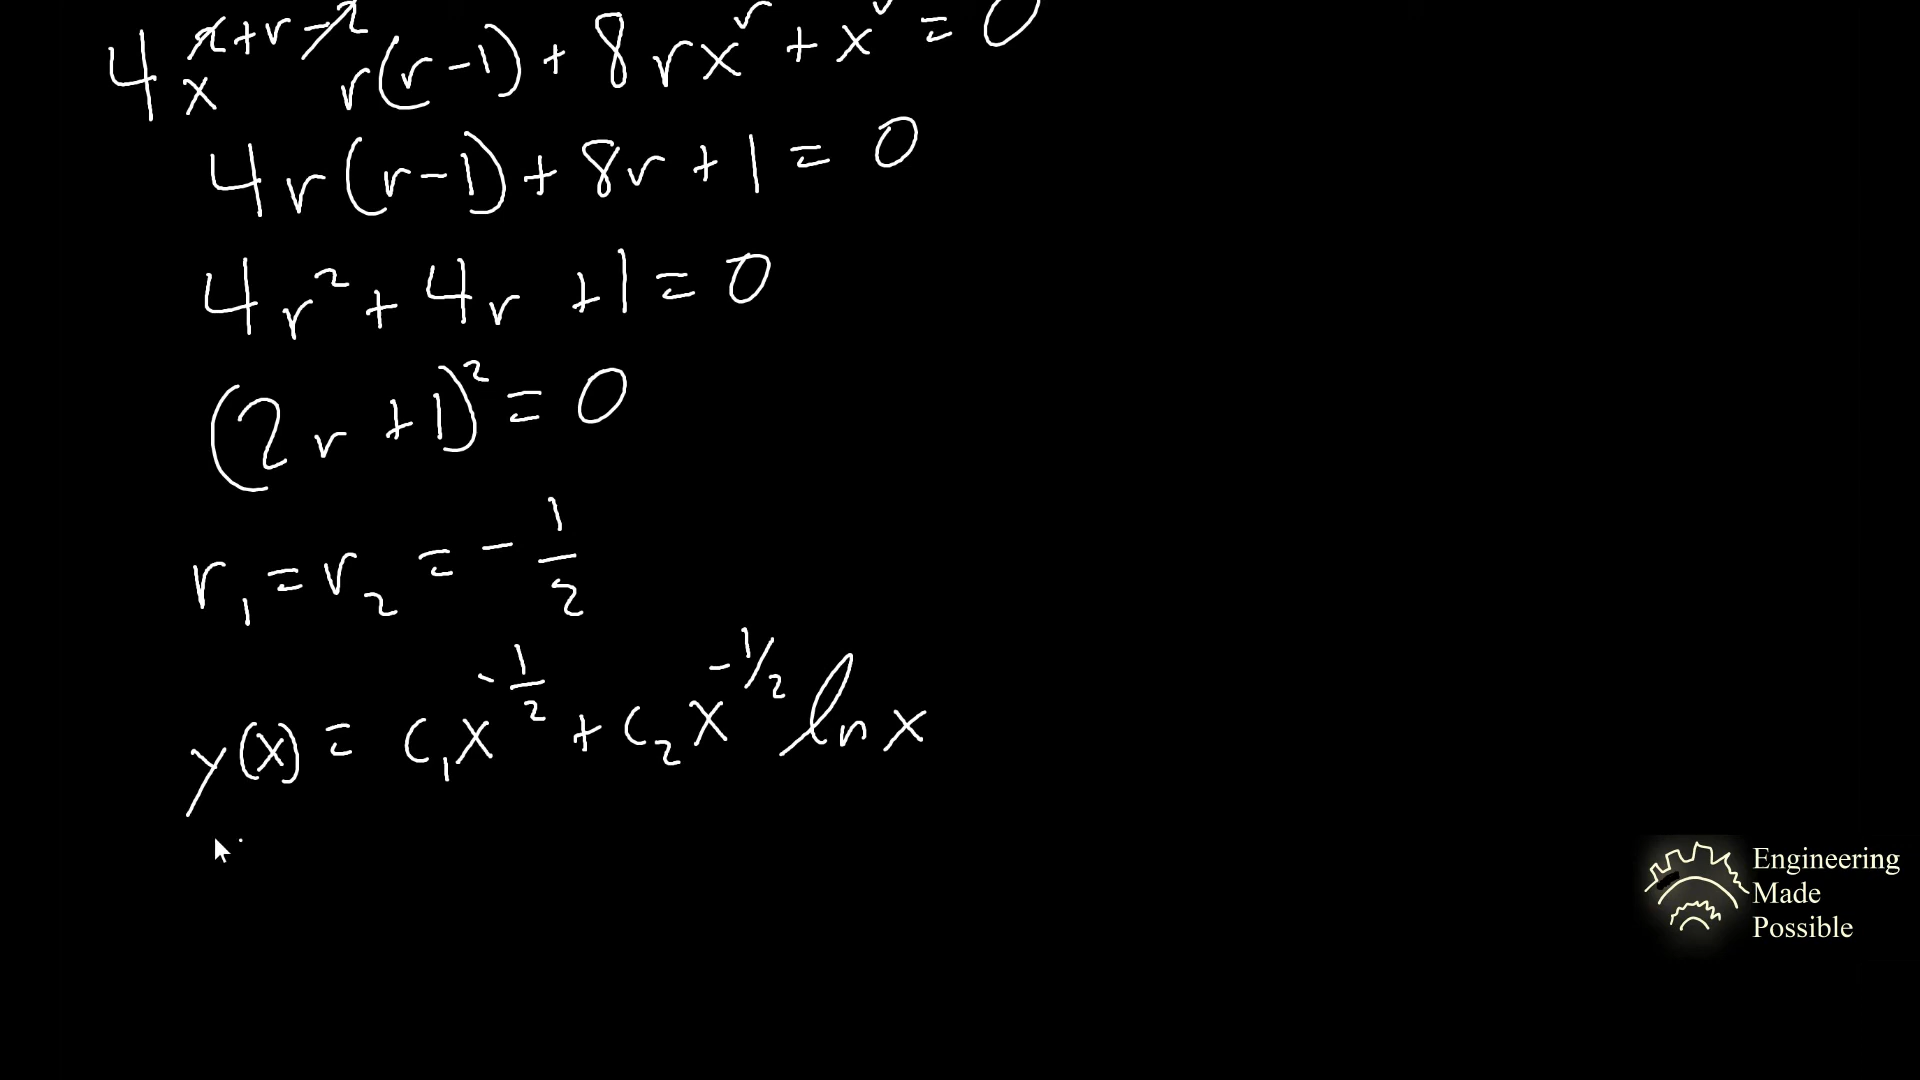 4x^{2+r-2} r(r-1) + 8rx^r + x^r = 0
4r(r-1) + 8r + 1 = 0
4r² + 4r + 1 = 0
(2r + 1)² = 0
r₁ = r₂ = -1/2
y(x) = c₁x^{-1/2} + c₂x^{-1/2} ln x
Engineering
Made
Possible